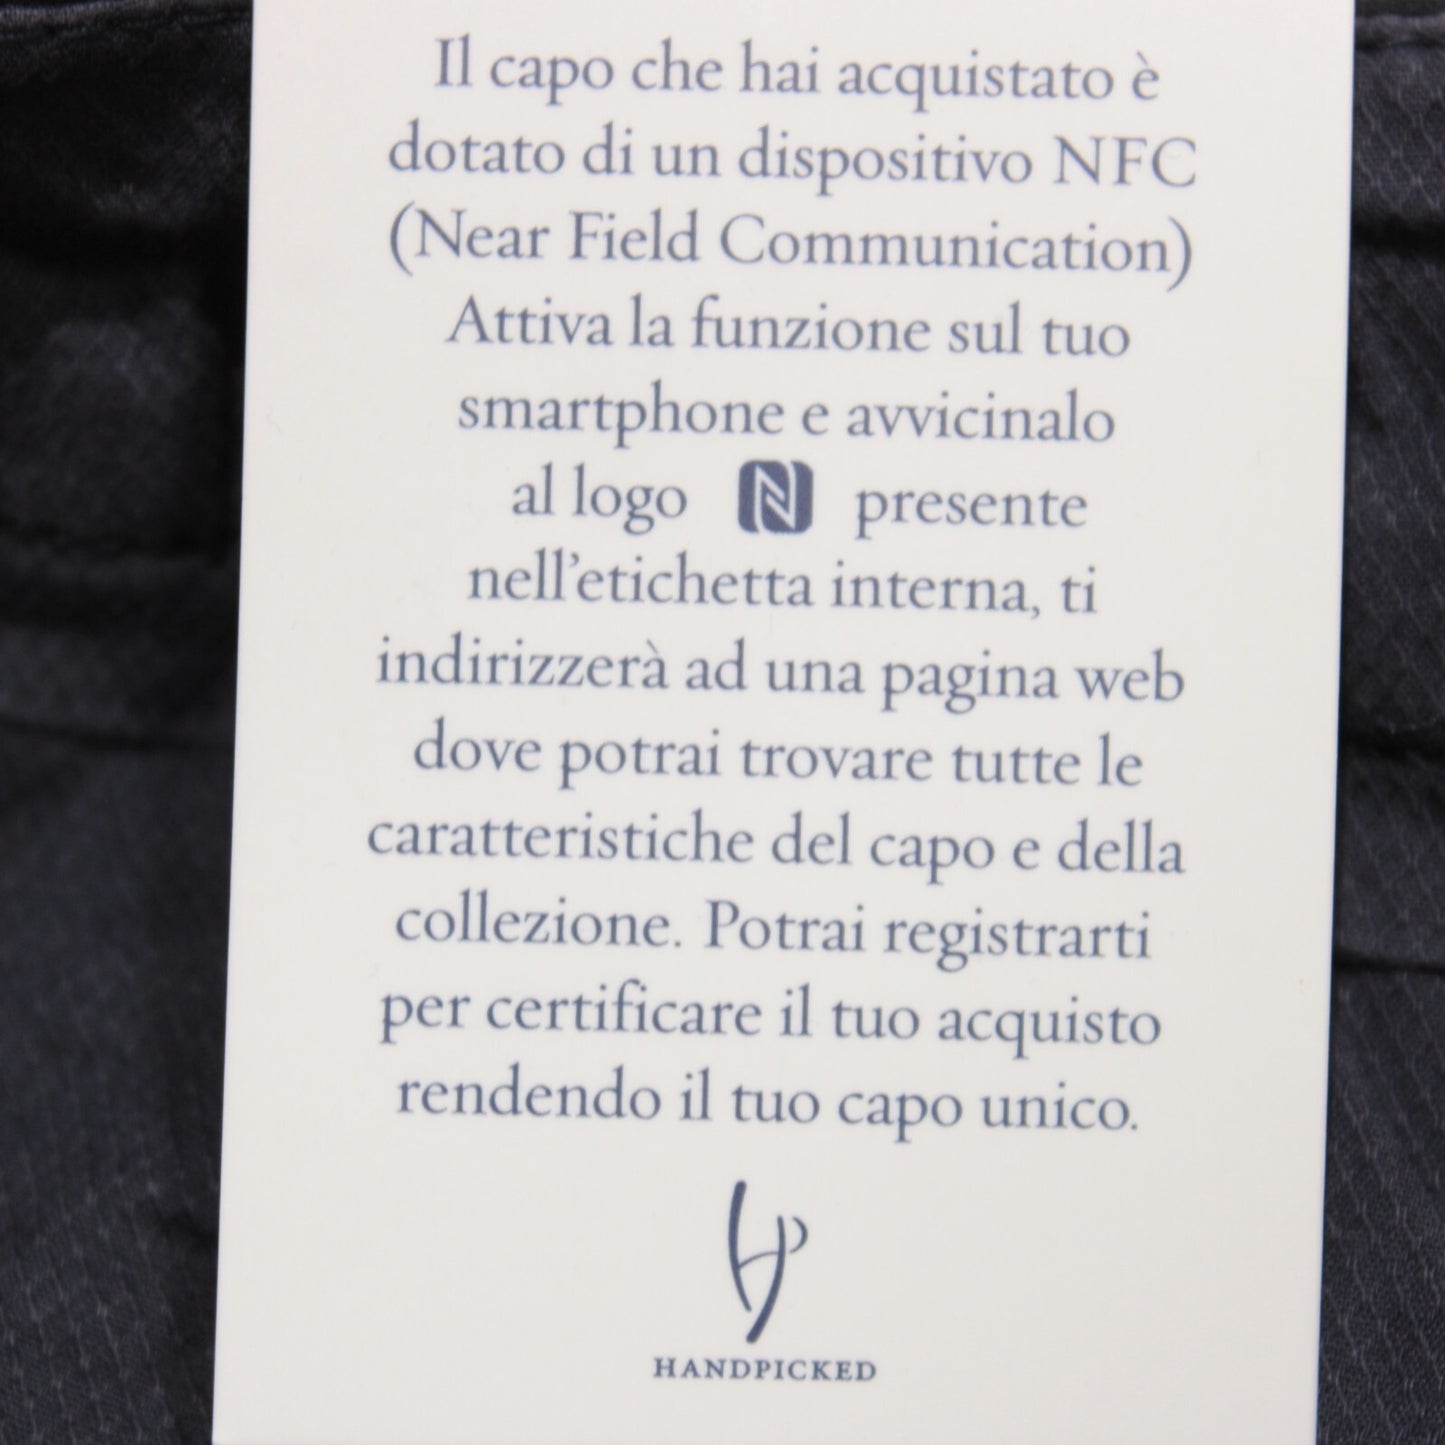 Il capo che hai acquistato è
dotato di un dispositivo NFC
(Near Field Communication)
Attiva la funzione sul tuo
smartphone e avvicinalo
al logo N presente
nell'etichetta interna, ti
indirizzerà ad una pagina web
dove potrai trovare tutte le
caratteristiche del capo e della
collezione. Potrai registrarti
per certificare il tuo acquisto
rendendo il tuo capo unico.
HANDPICKED